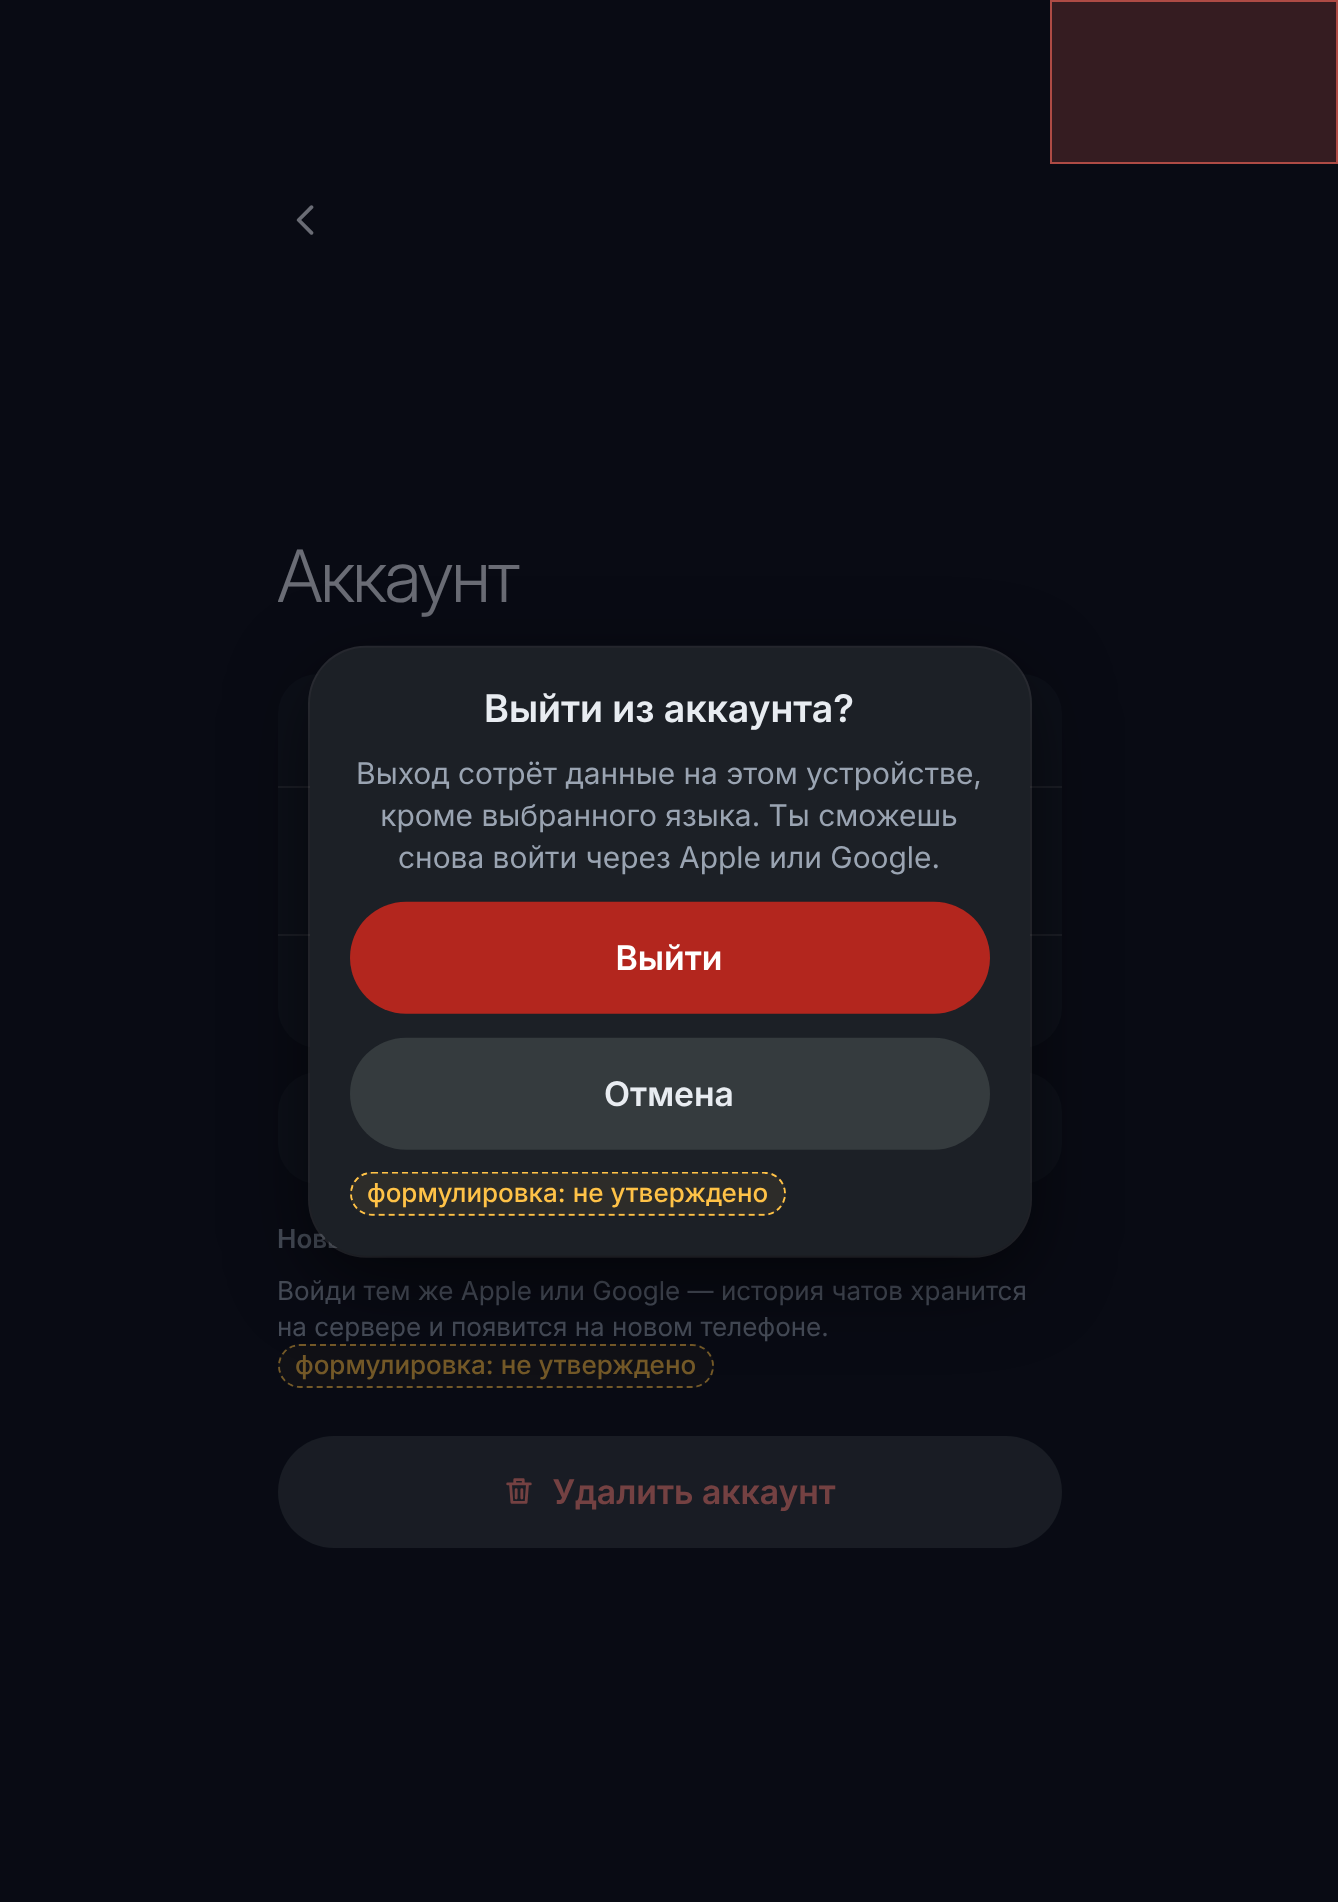 Аккаунт
Выйти из аккаунта?
Выход сотрёт данные на этом устройстве,
кроме выбранного языка. Ты сможешь
снова войти через Apple или Google.
Выйти
Отмена
формулировка: не утверждено
Войди тем же Apple или Google — история чатов хранится
на сервере и появится на новом телефоне.
формулировка: не утверждено
Удалить аккаунт